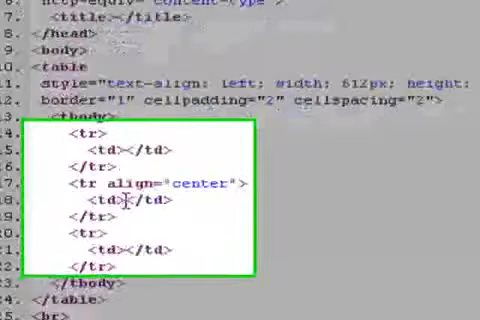 6. http-equiv="content-type">
7. <title></title>
8. </head>
9. <body>
10. <table
11. style="text-align: left; width: 612px; height:
12. border="1" cellpadding="2" cellspacing="2">
13. <tbody>
14. <tr>
15. <td></td>
16. </tr>
17. <tr align="center">
18. <td></td>
19. </tr>
20. <tr>
21. <td></td>
22. </tr>
23. </tbody>
24. </table>
25. <br>